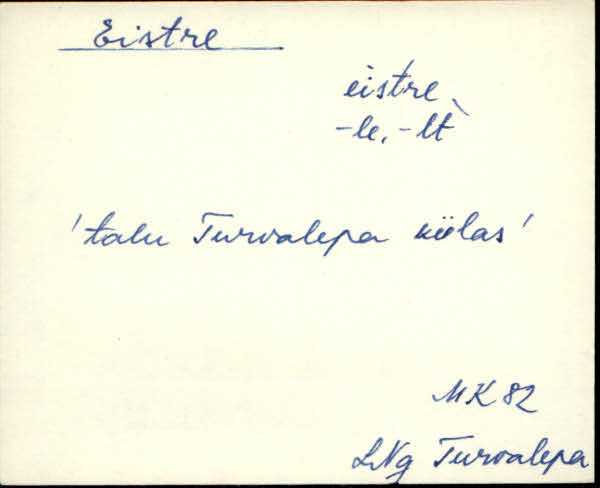 Eistre
eistre,
-le, -lt
'talu Turvalepa külas'
MK 82
LNg Turvalepa